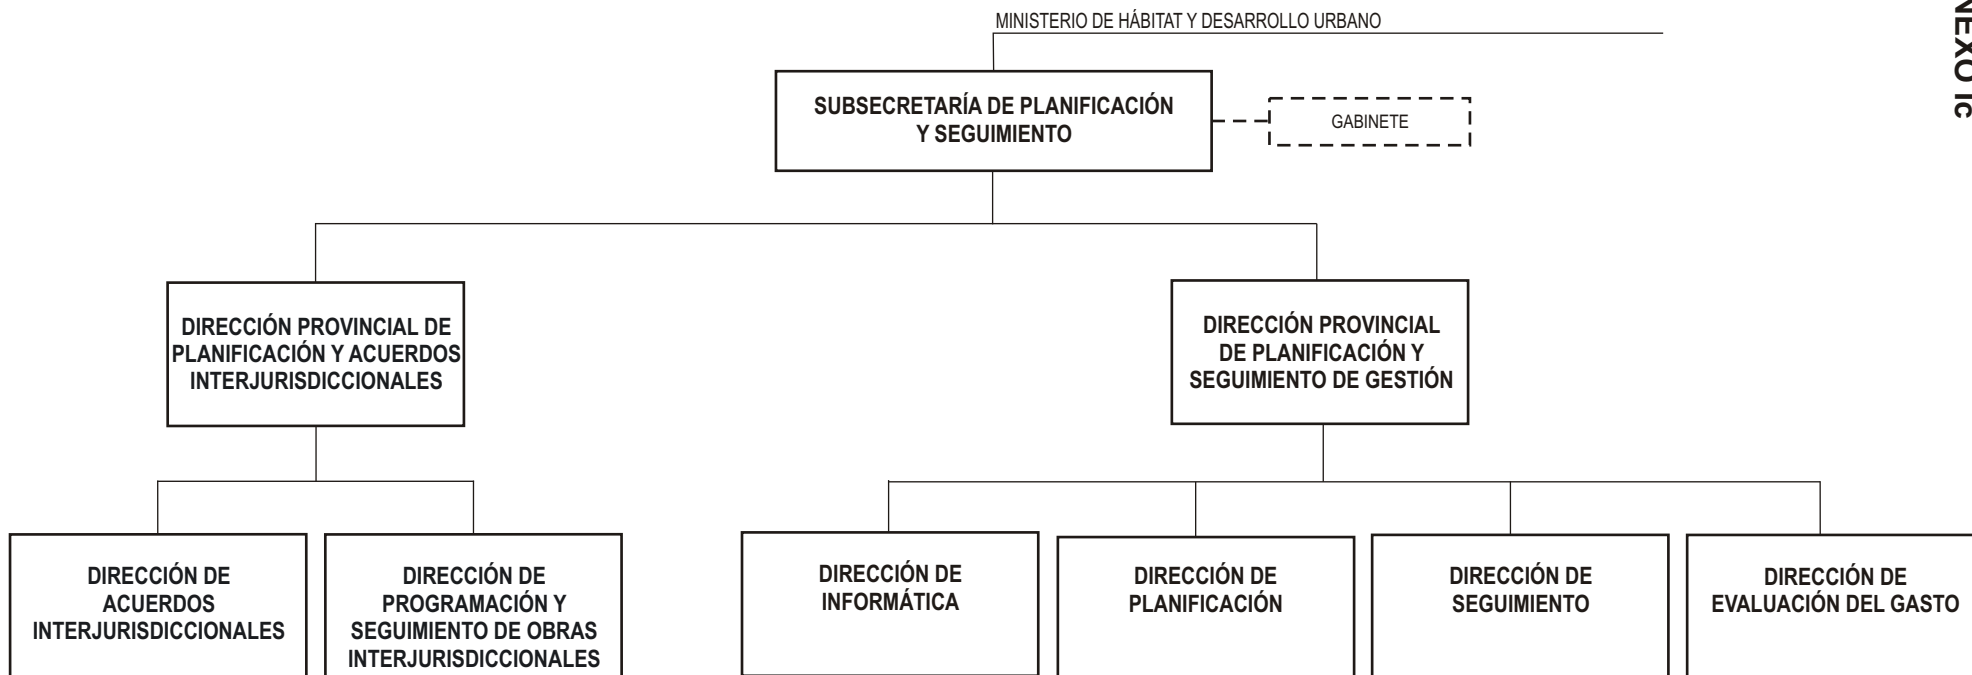 MINISTERIO DE HÁBITAT Y DESARROLLO URBANO
NEXO Ic
SUBSECRETARÍA DE PLANIFICACIÓN
Y SEGUIMIENTO
GABINETE
DIRECCIÓN PROVINCIAL DE
PLANIFICACIÓN Y ACUERDOS
INTERJURISDICCIONALES
DIRECCIÓN PROVINCIAL
DE PLANIFICACIÓN Y
SEGUIMIENTO DE GESTIÓN
DIRECCIÓN DE
ACUERDOS
INTERJURISDICCIONALES
DIRECCIÓN DE
PROGRAMACIÓN Y
SEGUIMIENTO DE OBRAS
INTERJURISDICCIONALES
DIRECCIÓN DE
INFORMÁTICA
DIRECCIÓN DE
PLANIFICACIÓN
DIRECCIÓN DE
SEGUIMIENTO
DIRECCIÓN DE
EVALUACIÓN DEL GASTO